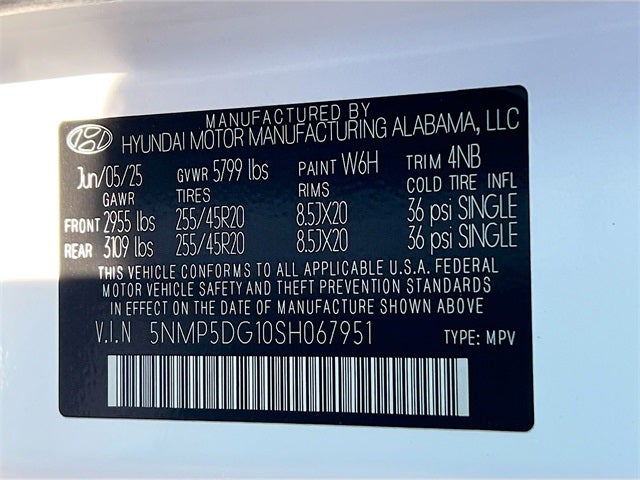 MANUFACTURED BY
HYUNDAI MOTOR MANUFACTURING ALABAMA, LLC
Jun/05/25 GVWR 5799 lbs PAINT W6H TRIM 4NB
GAWR TIRES RIMS COLD TIRE INFL
FRONT 2955 lbs 255/45R20 8.5JX20 36 psi SINGLE
REAR 3109 lbs 255/45R20 8.5JX20 36 psi SINGLE
THIS VEHICLE CONFORMS TO ALL APPLICABLE U.S.A. FEDERAL
MOTOR VEHICLE SAFETY AND THEFT PREVENTION STANDARDS
IN EFFECT ON THE DATE OF MANUFACTURE SHOWN ABOVE
V.I.N 5NMP5DG10SH067951 TYPE: MPV